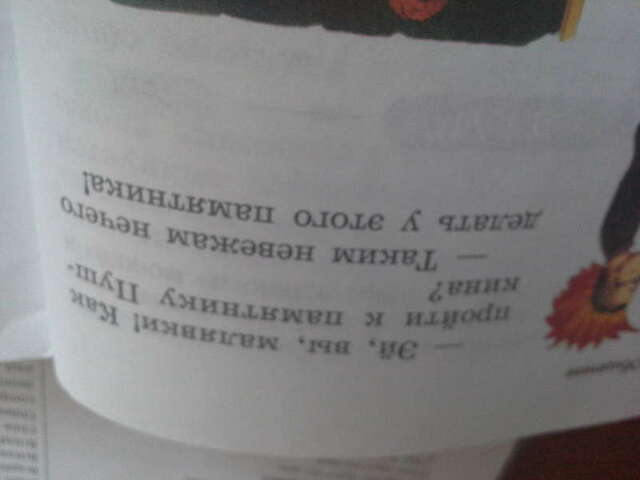 — Эй, вы, малявки! Как
пройти к памятнику Пуш-
кина?
— Таким невежам нечего
делать у этого памятника!